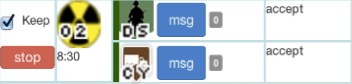 Keep 02 DS msg 0 accept
stop 8:30 CY msg 0 accept